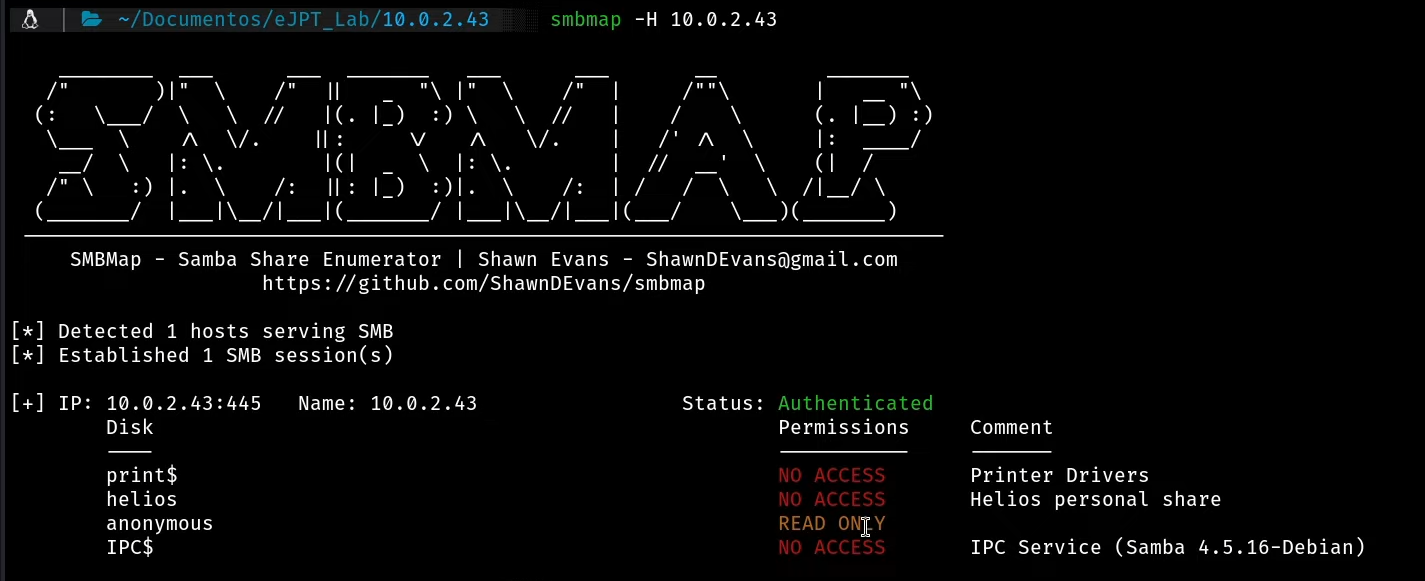 ~/Documentos/eJPT_Lab/10.0.2.43 smbmap -H 10.0.2.43
SMBMAP
SMBMap - Samba Share Enumerator | Shawn Evans - ShawnDEvans@gmail.com
https://github.com/ShawnDEvans/smbmap
[*] Detected 1 hosts serving SMB
[*] Established 1 SMB session(s)
[+] IP: 10.0.2.43:445 Name: 10.0.2.43 Status: Authenticated
Disk Permissions Comment
print$ NO ACCESS Printer Drivers
helios NO ACCESS Helios personal share
anonymous READ ONLY
IPC$ NO ACCESS IPC Service (Samba 4.5.16-Debian)